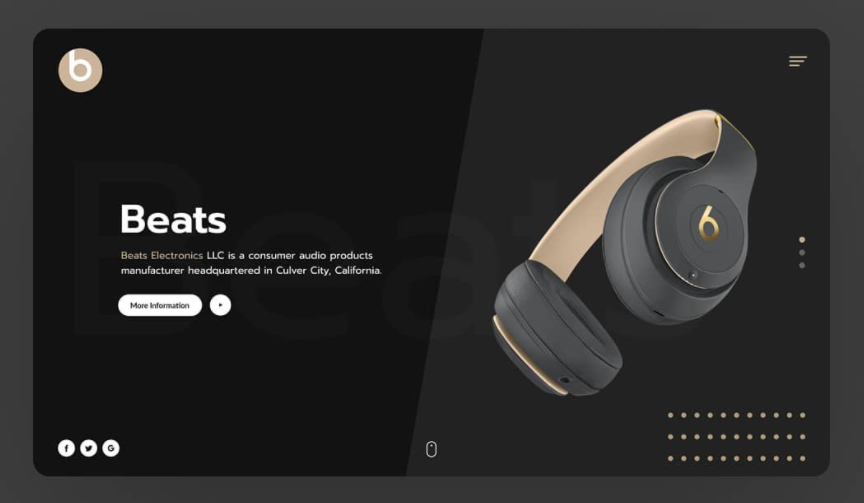 b
Beats
Beats
Beats Electronics LLC is a consumer audio products
manufacturer headquartered in Culver City, California.
More Information
b
f
G